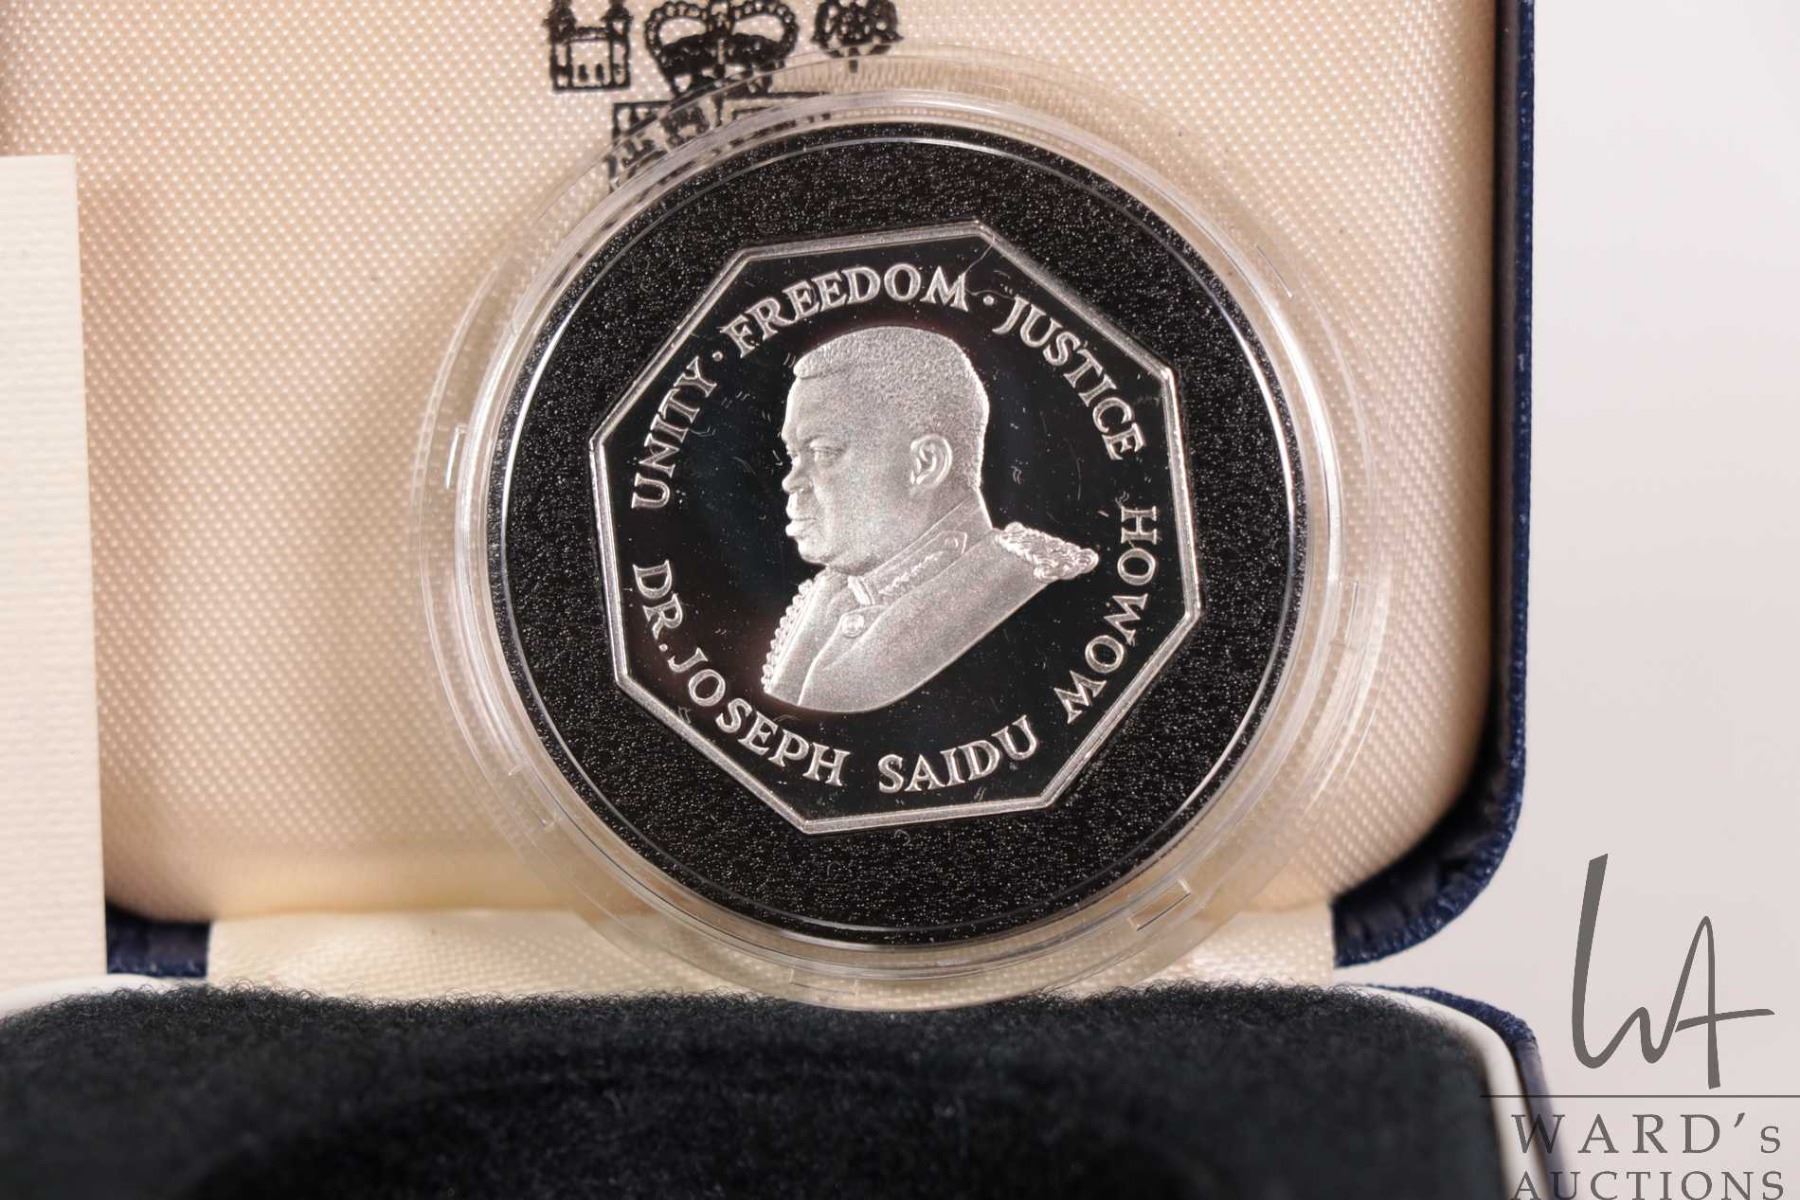 UNITY · FREEDOM · JUSTICE
DR. JOSEPH SAIDU MOMOH
WARD's
AUCTIONS